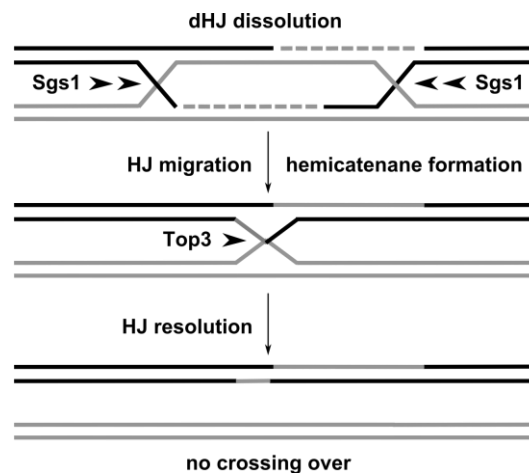 dHJ dissolution
Sgs1
Sgs1
HJ migration
hemicatenane formation
Top3
HJ resolution
no crossing over